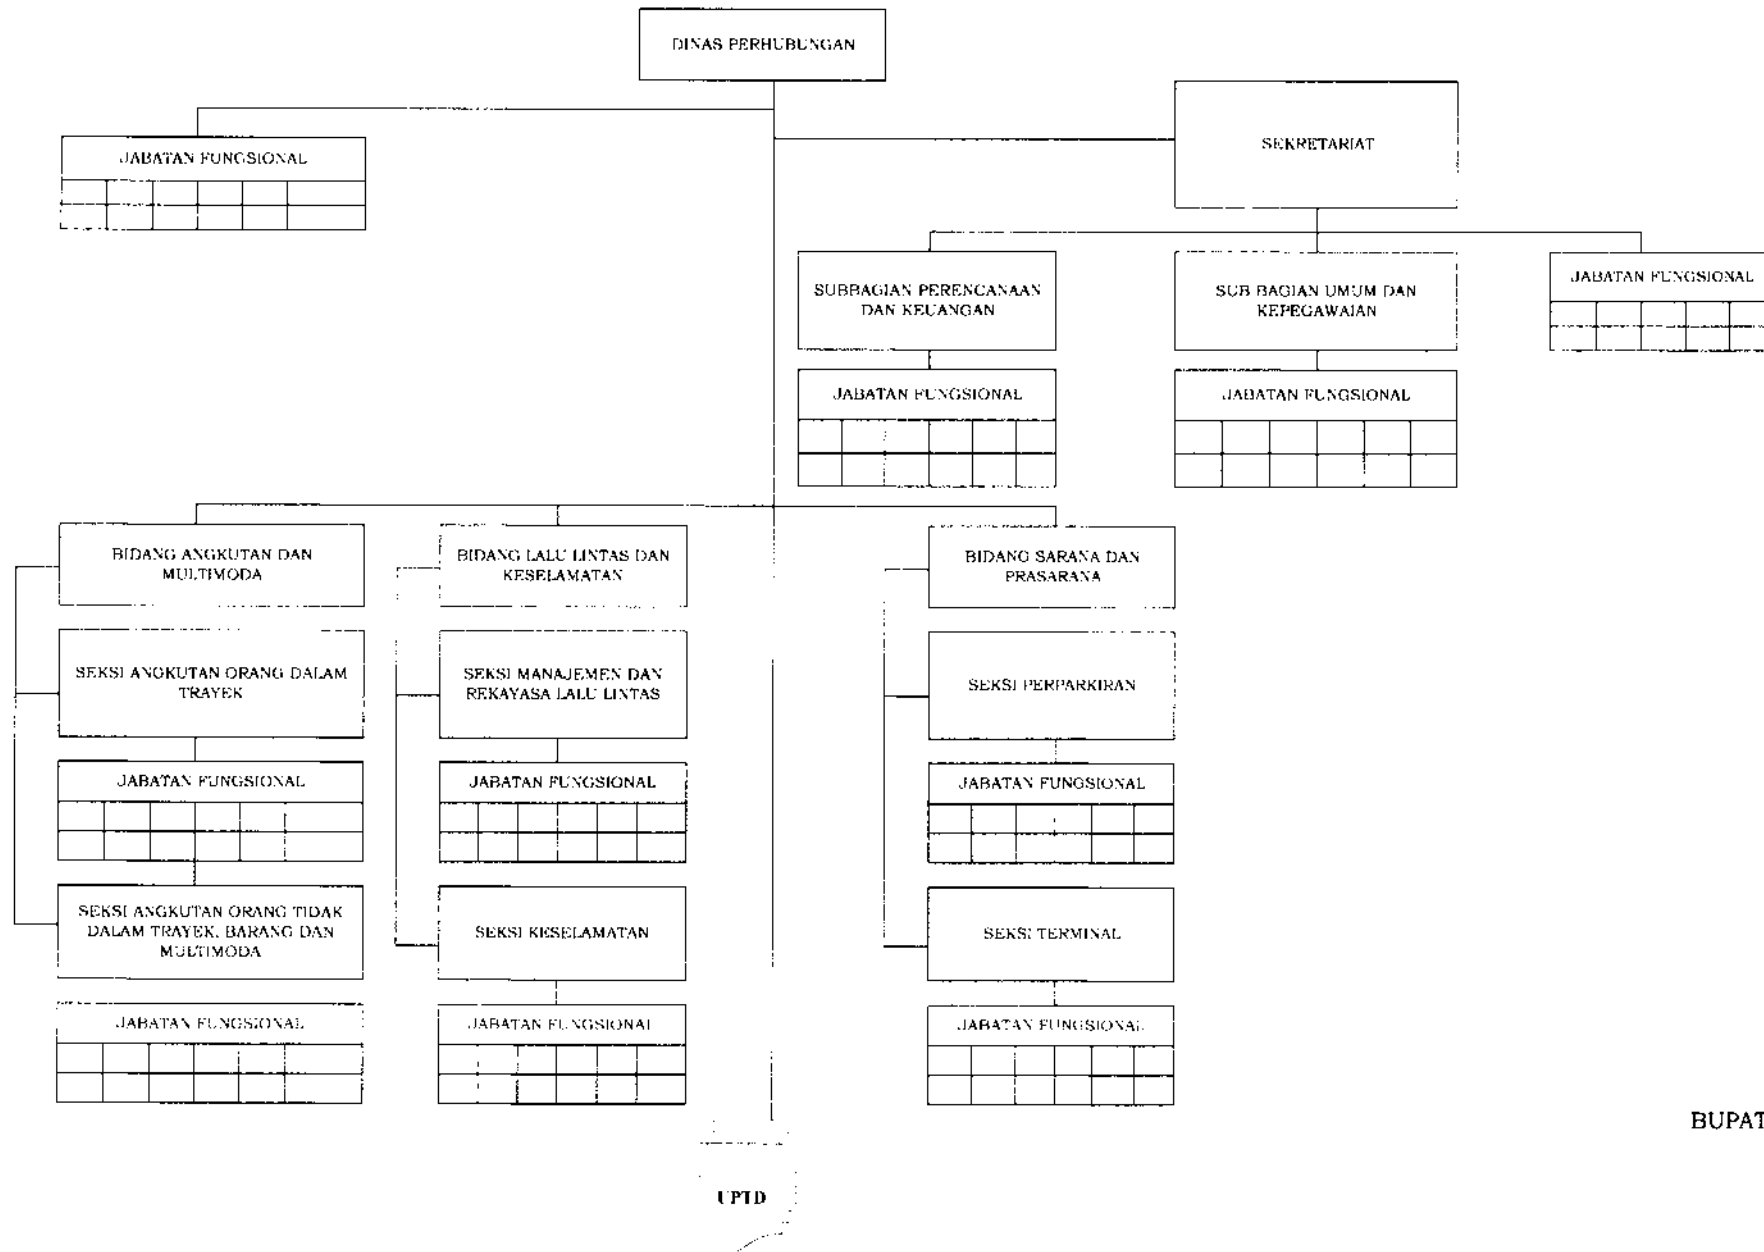 DINAS PERHUBUNGAN
JABATAN FUNGSIONAL
SEKRETARIAT
SUBBAGIAN PERENCANAAN
DAN KEUANGAN
SUB BAGIAN UMUM DAN
KEPEGAWAIAN
JABATAN FUNGSIONAL
JABATAN FUNGSIONAL
JABATAN FUNGSIONAL
BIDANG ANGKUTAN DAN
MULTIMODA
BIDANG LALU LINTAS DAN
KESELAMATAN
BIDANG SARANA DAN
PRASARANA
SEKSI ANGKUTAN ORANG DALAM
TRAYEK
SEKSI MANAJEMEN DAN
REKAYASA LALU LINTAS
SEKSI PERPARKIRAN
JABATAN FUNGSIONAL
JABATAN FUNGSIONAL
JABATAN FUNGSIONAL
SEKSI ANGKUTAN ORANG TIDAK
DALAM TRAYEK, BARANG DAN
MULTIMODA
SEKSI KESELAMATAN
SEKSI TERMINAL
JABATAN FUNGSIONAL
JABATAN FUNGSIONAL
JABATAN FUNGSIONAL
BUPAT
UPTD